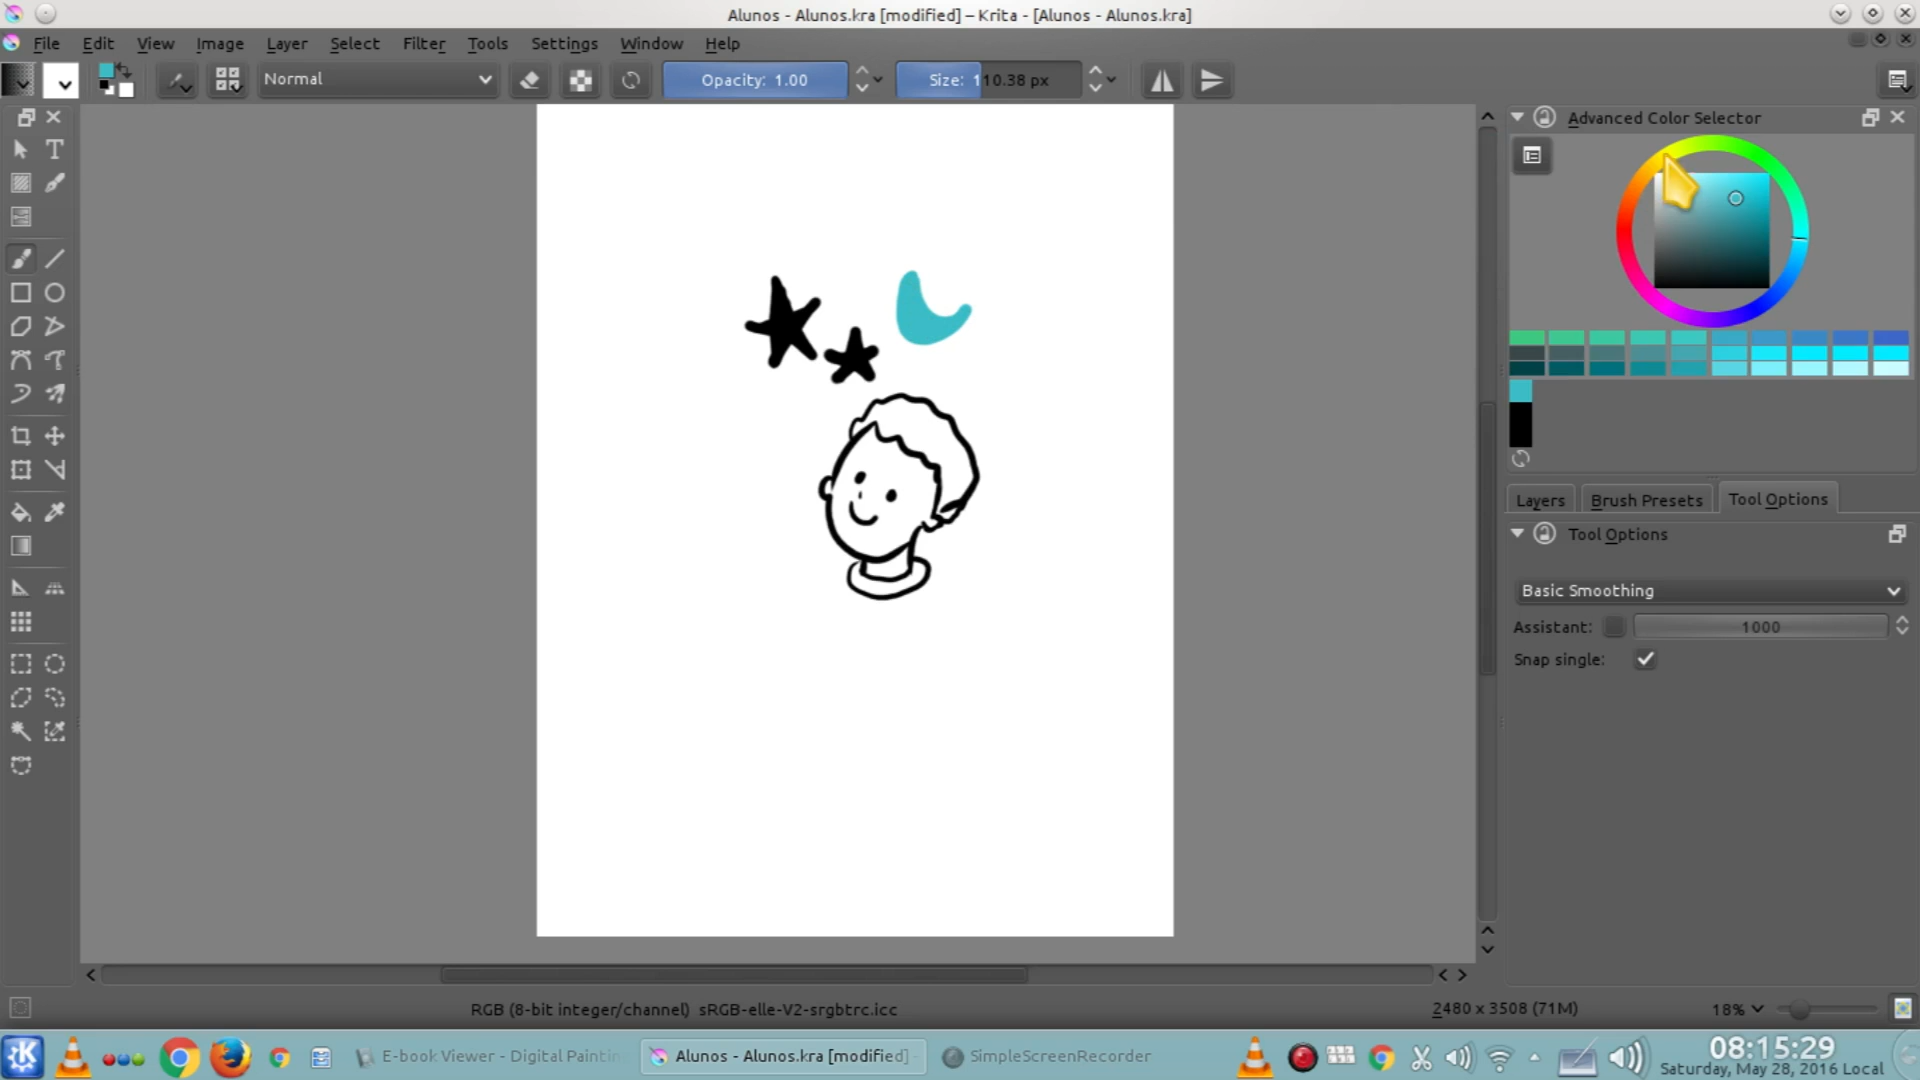 Alunos - Alunos.kra [modified] – Krita - [Alunos - Alunos.kra]
File Edit View Image Layer Select Filter Tools Settings Window Help
Normal Opacity: 1.00 Size: 110.38 px
Advanced Color Selector
Layers Brush Presets Tool Options
Tool Options
Basic Smoothing
Assistant: 1000
Snap single:
RGB (8-bit integer/channel) sRGB-elle-V2-srgbtrc.icc 2480 x 3508 (71M) 18%
E-book Viewer - Digital Paintin Alunos - Alunos.kra [modified] - SimpleScreenRecorder 08:15:29
Saturday, May 28, 2016 Local